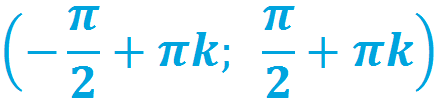 (-π/2 + πk; π/2 + πk)